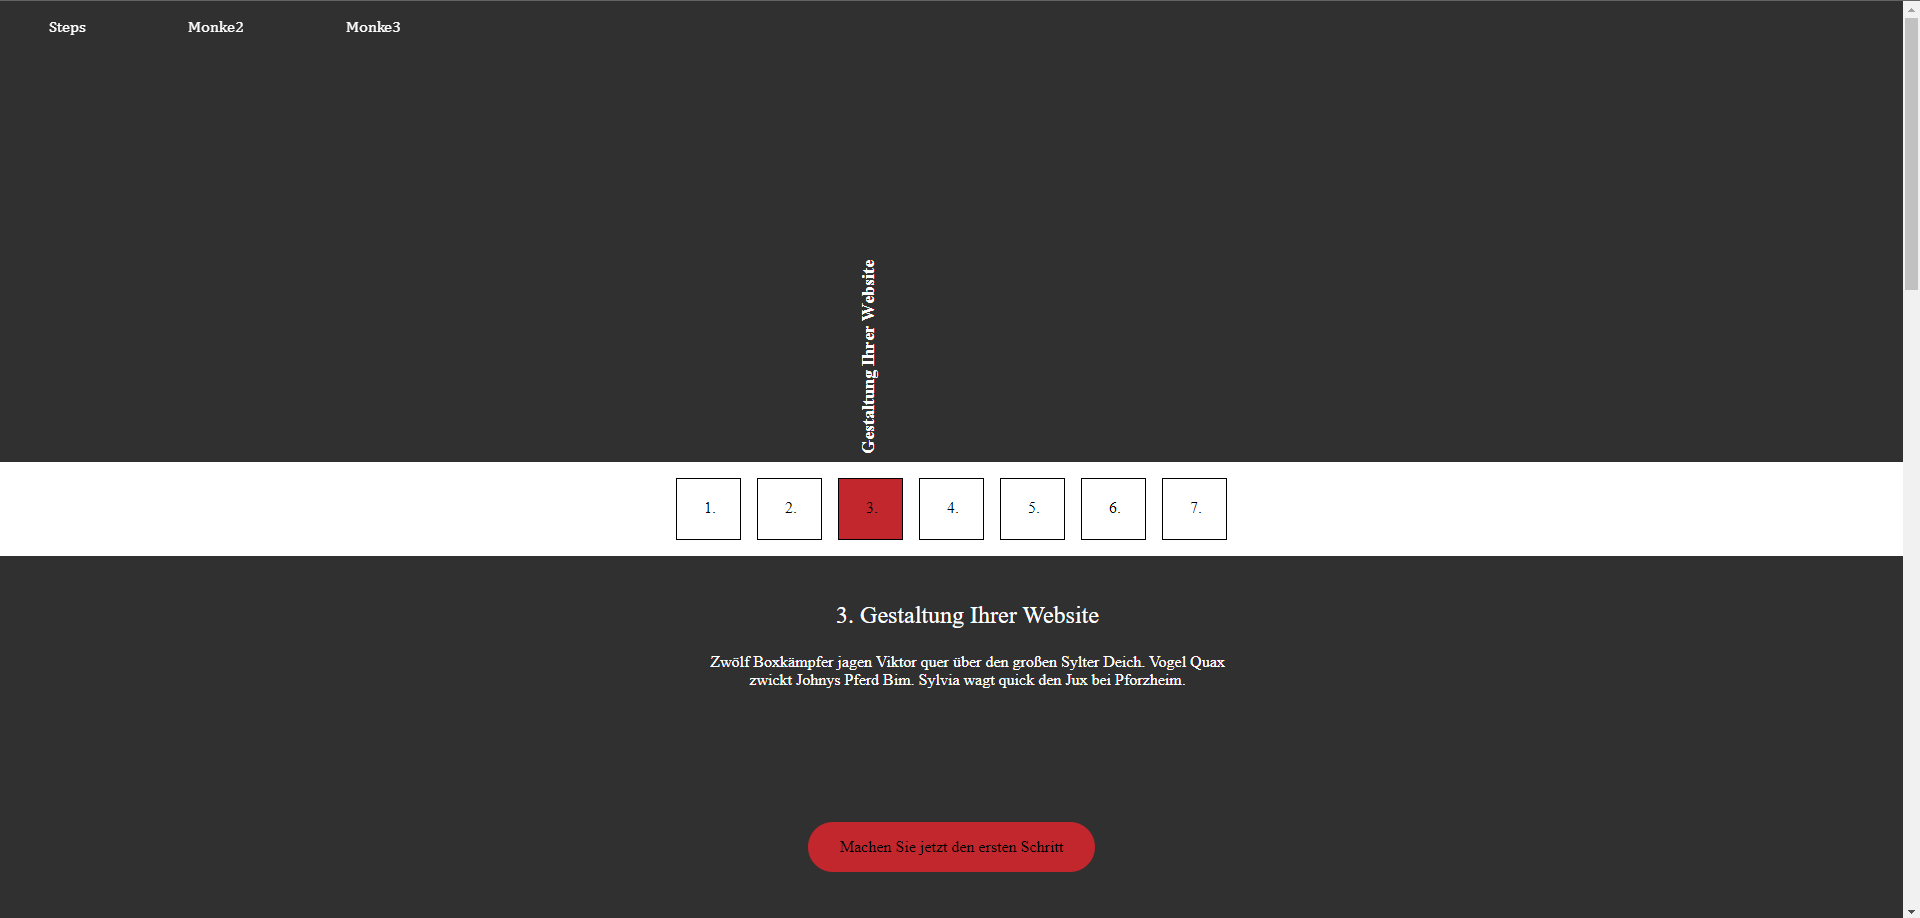 Steps Monke2 Monke3
Gestaltung Ihrer Website
1. 2. 3. 4. 5. 6. 7.
3. Gestaltung Ihrer Website
Zwölf Boxkämpfer jagen Viktor quer über den großen Sylter Deich. Vogel Quax
zwickt Johnys Pferd Bim. Sylvia wagt quick den Jux bei Pforzheim.
Machen Sie jetzt den ersten Schritt